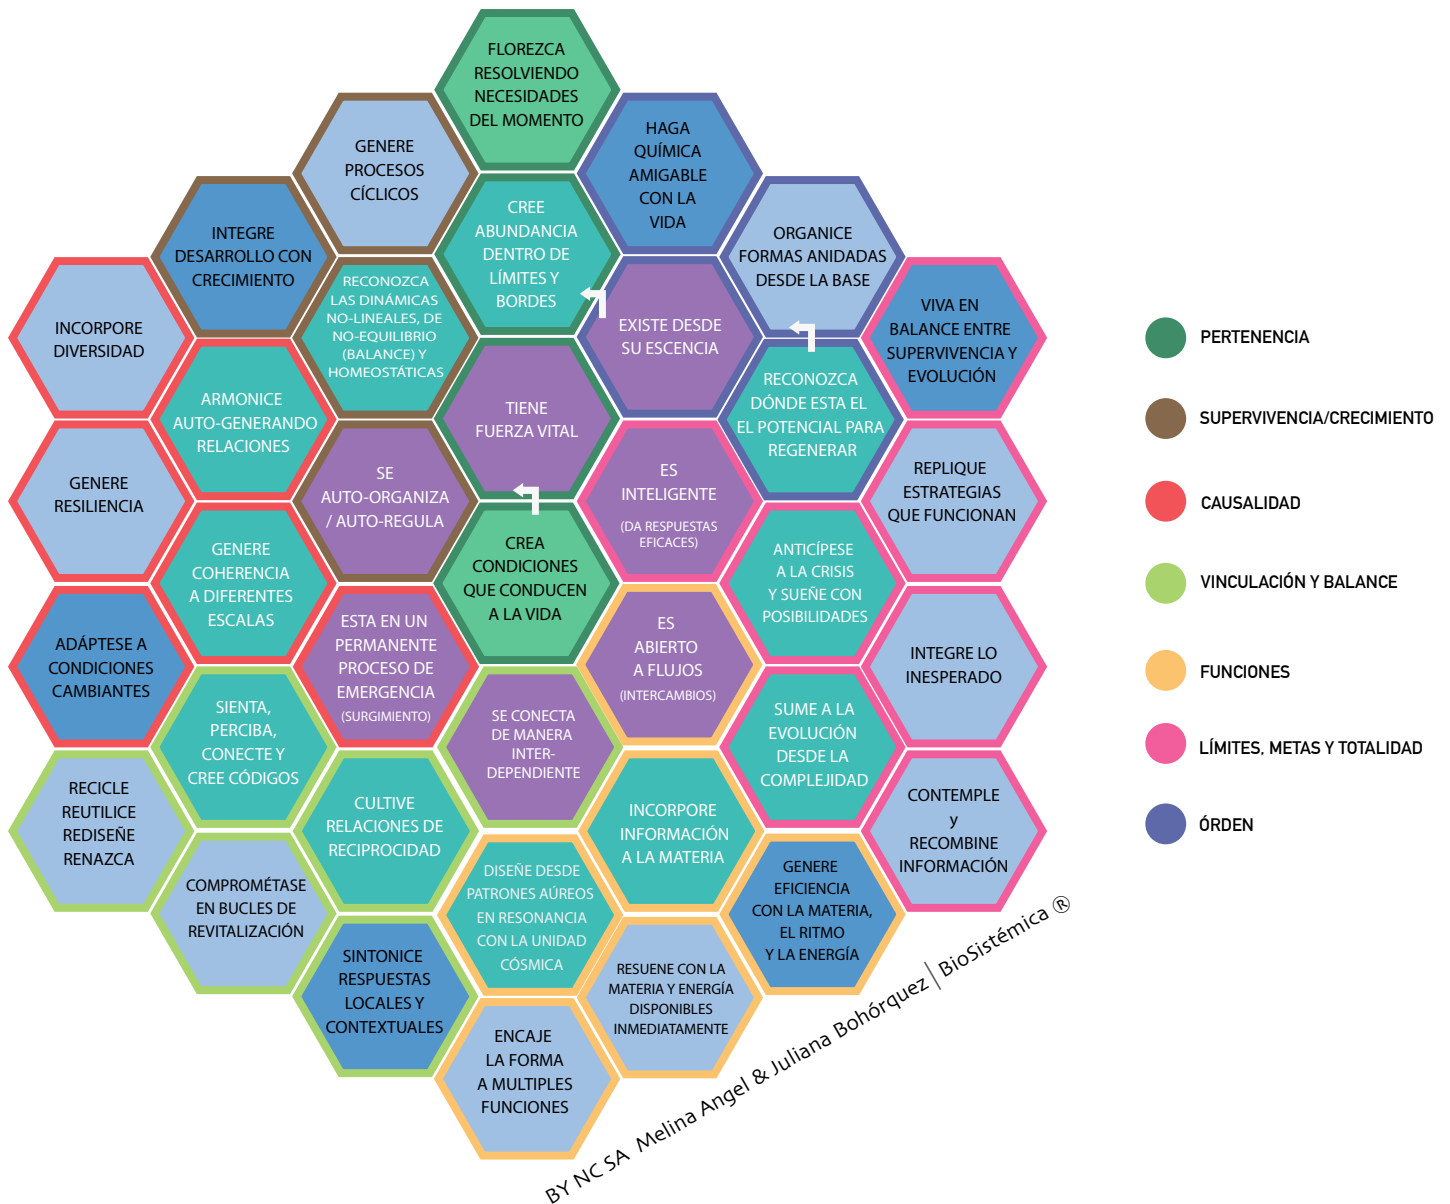 FLOREZCA
RESOLVIENDO
NECESIDADES
DEL MOMENTO
GENERE
PROCESOS
CÍCLICOS
HAGA
QUÍMICA
AMIGABLE
CON LA
VIDA
INTEGRE
DESARROLLO CON
CRECIMIENTO
CREE
ABUNDANCIA
DENTRO DE
LÍMITES Y
BORDES
ORGANICE
FORMAS ANIDADAS
DESDE LA BASE
INCORPORE
DIVERSIDAD
RECONOZCA
LAS DINÁMICAS
NO-LINEALES, DE
NO-EQUILIBRIO
(BALANCE) Y
HOMEOSTÁTICAS
EXISTE DESDE
SU ESCENCIA
VIVA EN
BALANCE ENTRE
SUPERVIVENCIA Y
EVOLUCIÓN
ARMONICE
AUTO-GENERANDO
RELACIONES
TIENE
FUERZA VITAL
RECONOZCA
DÓNDE ESTA EL
EL POTENCIAL PARA
REGENERAR
GENERE
RESILIENCIA
SE
AUTO-ORGANIZA
/ AUTO-REGULA
ES
INTELIGENTE
(DA RESPUESTAS
EFICACES)
REPLIQUE
ESTRATEGIAS
QUE FUNCIONAN
GENERE
COHERENCIA
A DIFERENTES
ESCALAS
CREA
CONDICIONES
QUE CONDUCEN
A LA VIDA
ANTICÍPESE
A LA CRISIS
Y SUEÑE CON
POSIBILIDADES
ADÁPTESE A
CONDICIONES
CAMBIANTES
ESTA EN UN
PERMANENTE
PROCESO DE
EMERGENCIA
(SURGIMIENTO)
ES
ABIERTO
A FLUJOS
(INTERCAMBIOS)
INTEGRE LO
INESPERADO
SIENTA,
PERCIBA,
CONECTE Y
CREE CÓDIGOS
SE CONECTA
DE MANERA
INTER-
DEPENDIENTE
SUME A LA
EVOLUCIÓN
DESDE LA
COMPLEJIDAD
RECICLE
REUTILICE
REDISEÑE
RENAZCA
CULTIVE
RELACIONES DE
RECIPROCIDAD
INCORPORE
INFORMACIÓN
A LA MATERIA
CONTEMPLE
y
RECOMBINE
INFORMACIÓN
COMPROMÉTASE
EN BUCLES DE
REVITALIZACIÓN
DISEÑE DESDE
PATRONES AÚREOS
EN RESONANCIA
CON LA UNIDAD
CÓSMICA
GENERE
EFICIENCIA
CON LA MATERIA,
EL RITMO
Y LA ENERGÍA
SINTONICE
RESPUESTAS
LOCALES Y
CONTEXTUALES
RESUENE CON LA
MATERIA Y ENERGÍA
DISPONIBLES
INMEDIATAMENTE
ENCAJE
LA FORMA
A MULTIPLES
FUNCIONES
BY NC SA Melina Angel & Juliana Bohórquez | BioSistémica ®
PERTENENCIA
SUPERVIVENCIA/CRECIMIENTO
CAUSALIDAD
VINCULACIÓN Y BALANCE
FUNCIONES
LÍMITES, METAS Y TOTALIDAD
ÓRDEN